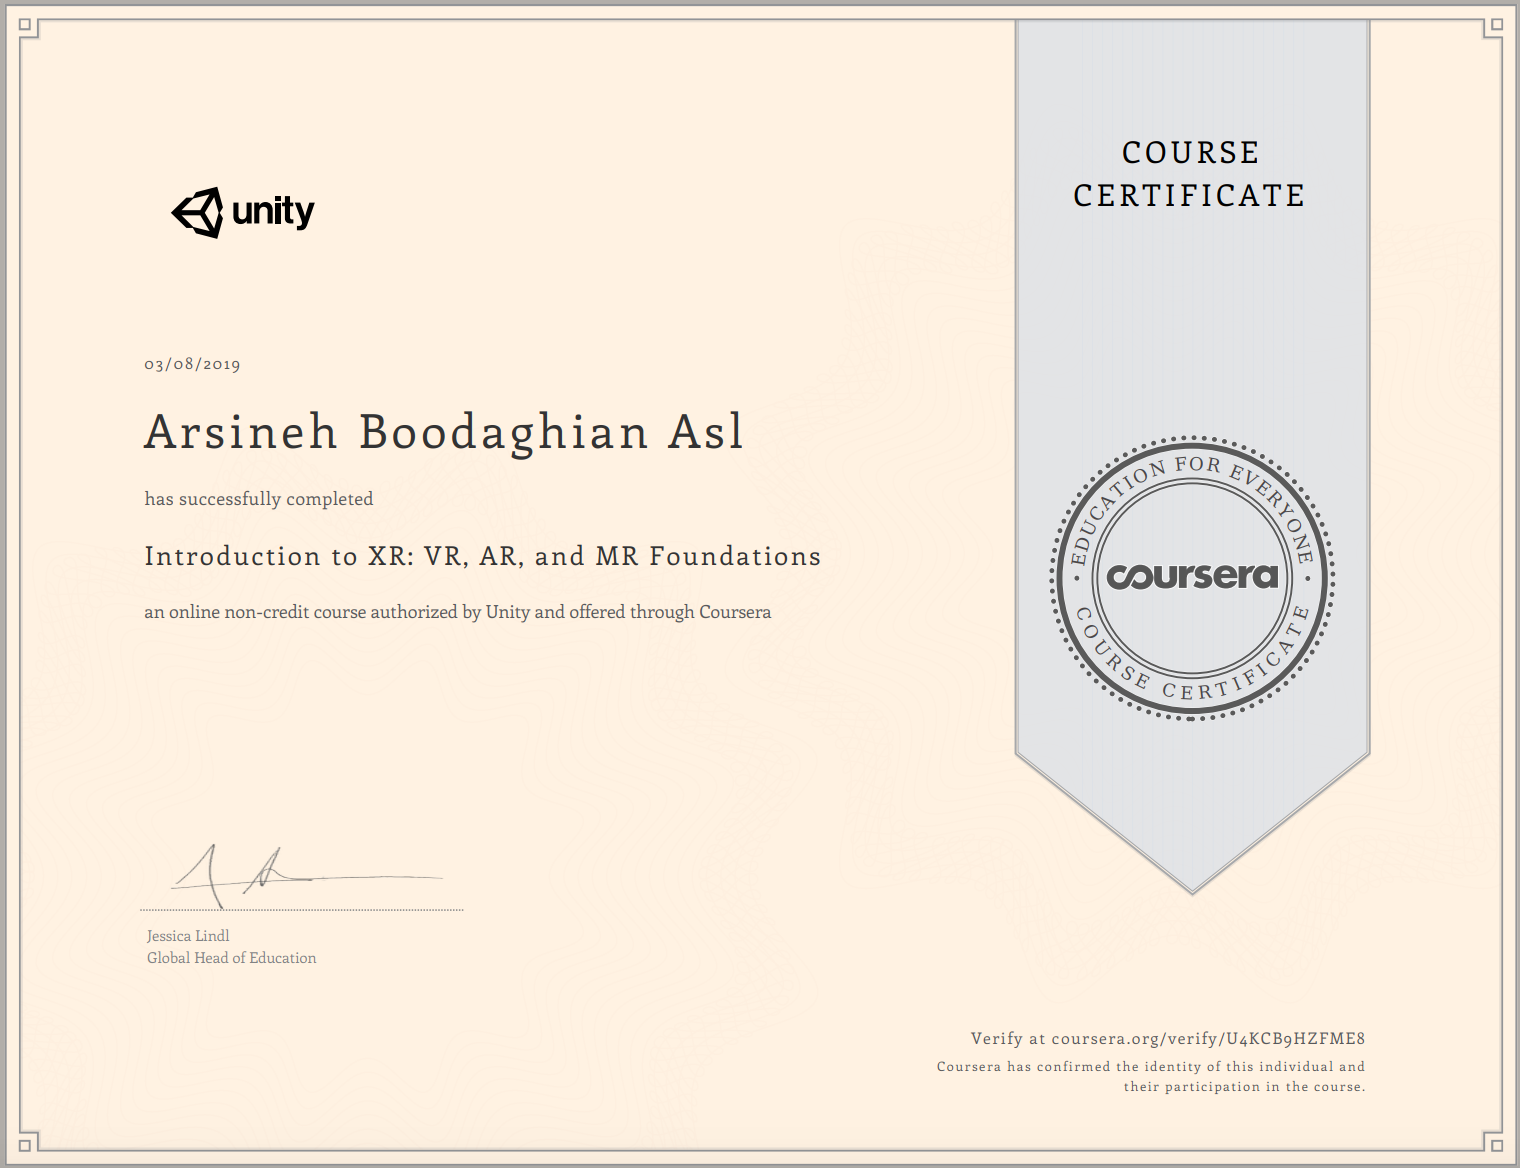 COURSE
CERTIFICATE
unity
03/08/2019
Arsineh Boodaghian Asl
has successfully completed
Introduction to XR: VR, AR, and MR Foundations
an online non-credit course authorized by Unity and offered through Coursera
EDUCATION FOR EVERYONE
coursera
COURSE CERTIFICATE
Jessica Lindl
Global Head of Education
Verify at coursera.org/verify/U4KCB9HZFME8
Coursera has confirmed the identity of this individual and
their participation in the course.